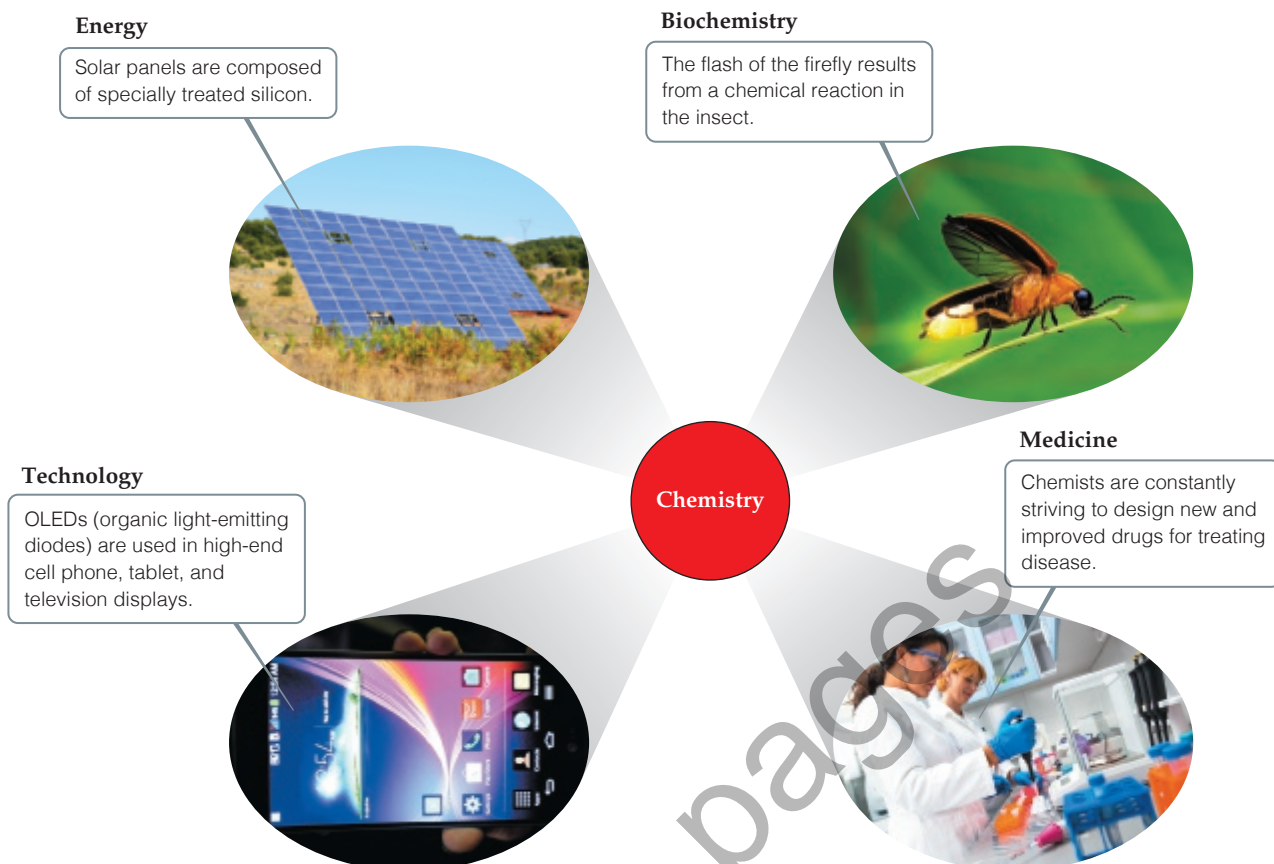 Energy
Solar panels are composed
of specially treated silicon.
Biochemistry
The flash of the firefly results
from a chemical reaction in
the insect.
Technology
OLEDs (organic light-emitting
diodes) are used in high-end
cell phone, tablet, and
television displays.
Chemistry
Medicine
Chemists are constantly
striving to design new and
improved drugs for treating
disease.
pages